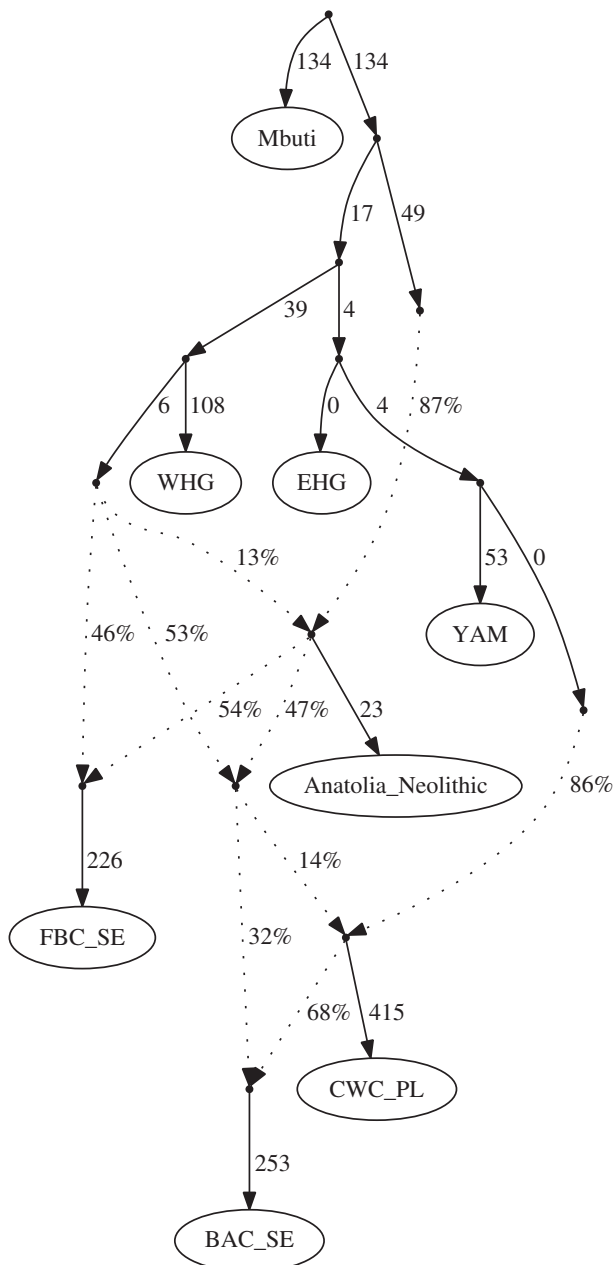 134 134
Mbuti
17 49
39 4
6 108 0 4 87%
WHG EHG
13% 53 0
46% 53% YAM
54% 47% 23
Anatolia_Neolithic 86%
226 14%
FBC_SE 32%
68% 415
CWC_PL
253
BAC_SE